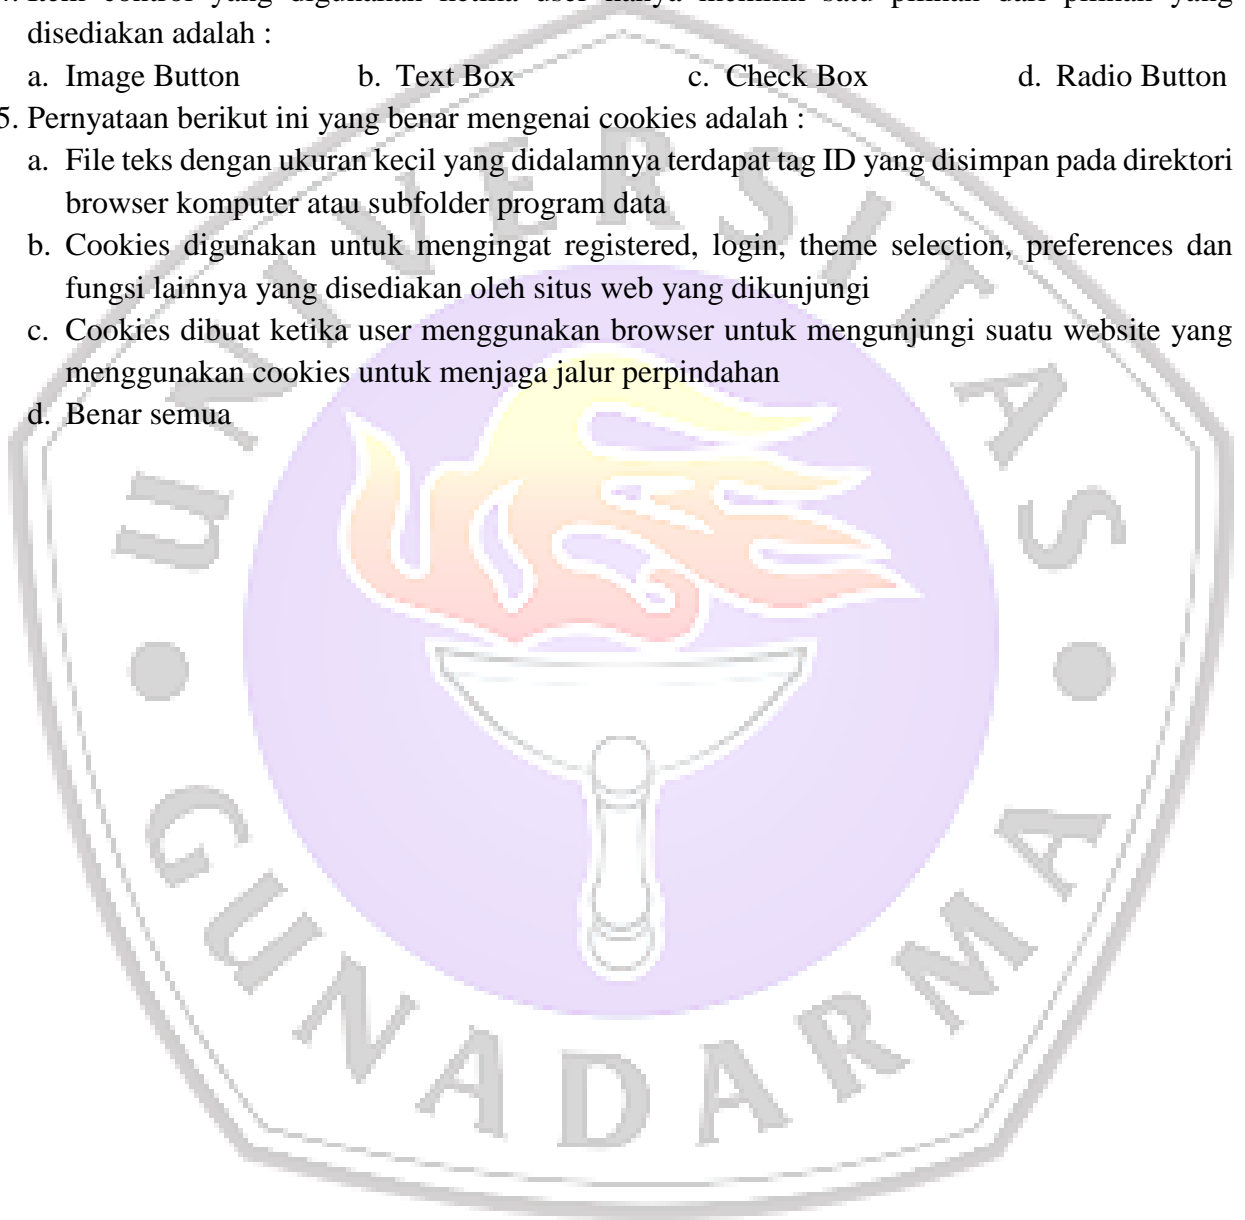 disediakan adalah :
a. Image Button b. Text Box c. Check Box d. Radio Button
5. Pernyataan berikut ini yang benar mengenai cookies adalah :
a. File teks dengan ukuran kecil yang didalamnya terdapat tag ID yang disimpan pada direktori
browser komputer atau subfolder program data
b. Cookies digunakan untuk mengingat registered, login, theme selection, preferences dan
fungsi lainnya yang disediakan oleh situs web yang dikunjungi
c. Cookies dibuat ketika user menggunakan browser untuk mengunjungi suatu website yang
menggunakan cookies untuk menjaga jalur perpindahan
d. Benar semua
UNIVERSITAS
GUNADARMA